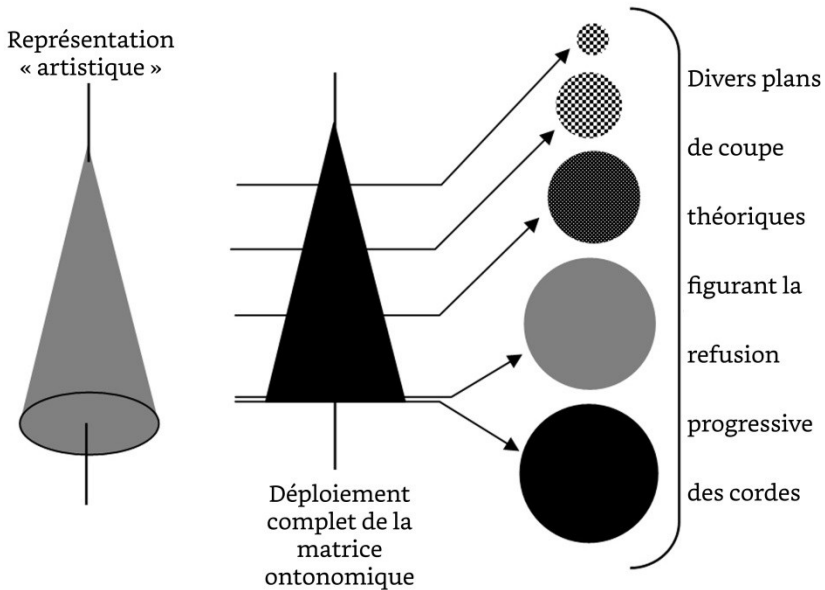 Représentation
« artistique »
Déploiement
complet de la
matrice
ontonomique
Divers plans
de coupe
théoriques
figurant la
refusion
progressive
des cordes